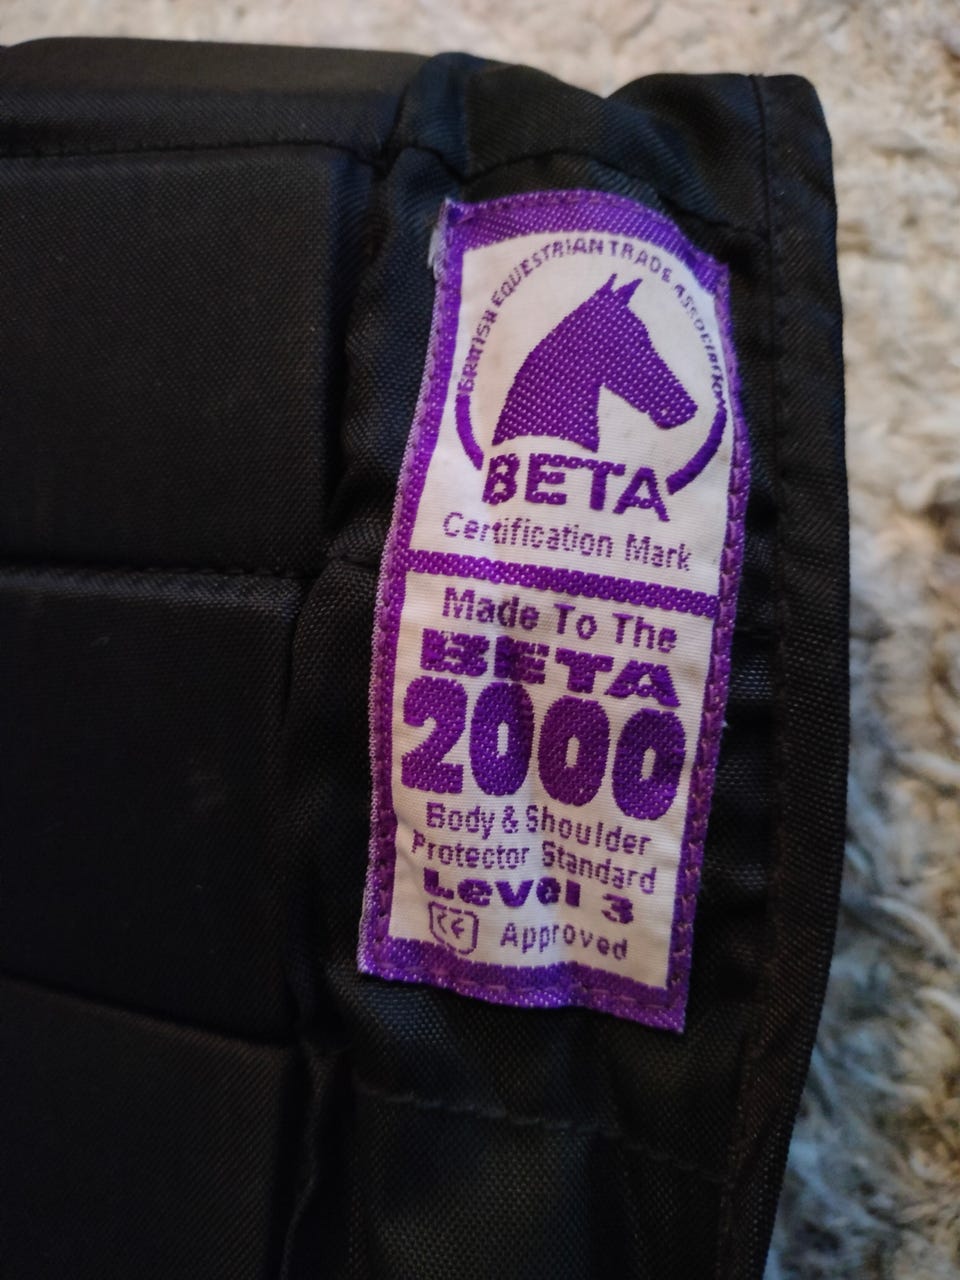 BRITISH EQUESTRIAN TRADE ASSOCIATION
BETA
Certification Mark
Made To The
BETA
2000
Body & Shoulder
Protector Standard
Level 3
CE Approved